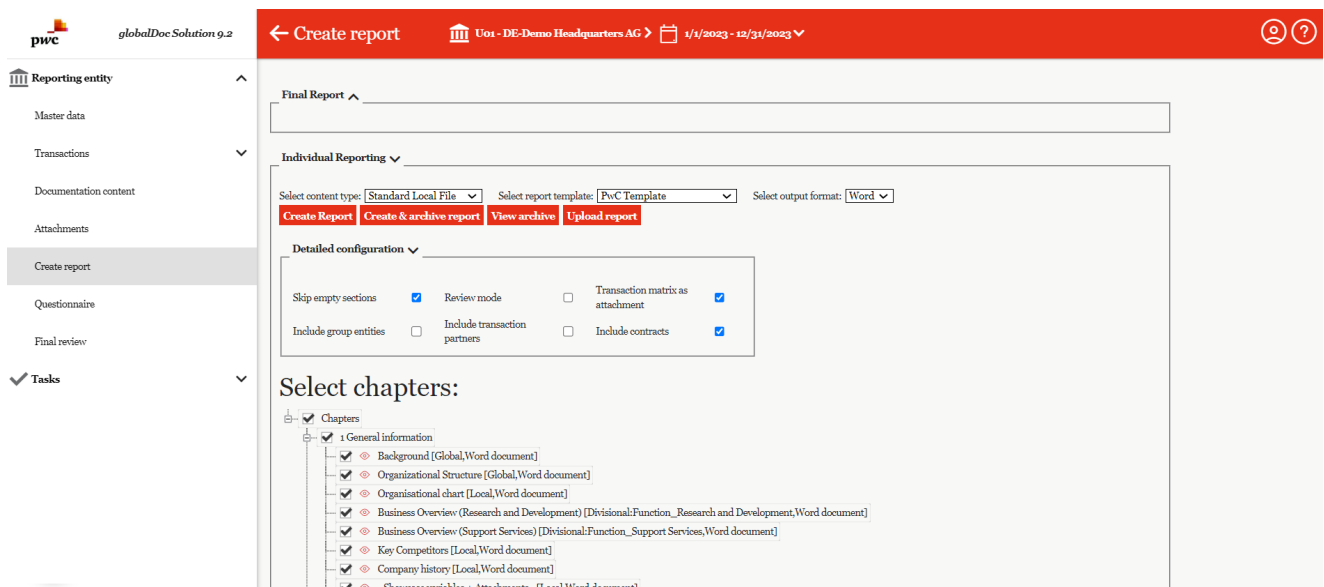 pwc
globalDoc Solution 9.2
Create report
U01 - DE-Demo Headquarters AG
1/1/2023 - 12/31/2023
Reporting entity
Master data
Transactions
Documentation content
Attachments
Create report
Questionnaire
Final review
Tasks
Final Report
Individual Reporting
Select content type: Standard Local File Select report template: PwC Template Select output format: Word
Create Report Create & archive report View archive Upload report
Detailed configuration
Skip empty sections Review mode Transaction matrix as
attachment
Include group entities Include transaction
partners Include contracts
Select chapters:
Chapters
1 General information
Background [Global,Word document]
Organizational Structure [Global,Word document]
Organisational chart [Local,Word document]
Business Overview (Research and Development) [Divisional:Function_Research and Development,Word document]
Business Overview (Support Services) [Divisional:Function_Support Services,Word document]
Key Competitors [Local,Word document]
Company history [Local,Word document]